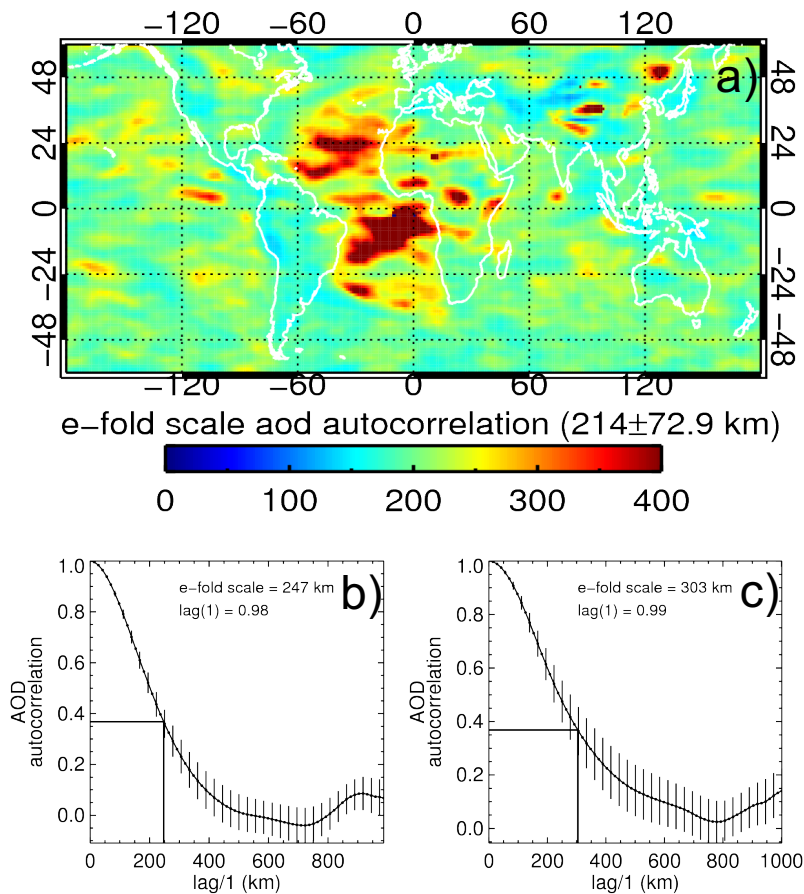 −120 −60 0 60 120
a)
48 48
24 24
0 0
−24 −24
−48 −48
−120 −60 0 60 120
e−fold scale aod autocorrelation (214±72.9 km)
0 100 200 300 400
b)
e−fold scale = 247 km
lag(1) = 0.98
1.0
0.8
0.6
0.4
0.2
0.0
AOD
autocorrelation
0 200 400 600 800
lag/1 (km)
c)
e−fold scale = 303 km
lag(1) = 0.99
1.0
0.8
0.6
0.4
0.2
0.0
AOD
autocorrelation
0 200 400 600 800 1000
lag/1 (km)